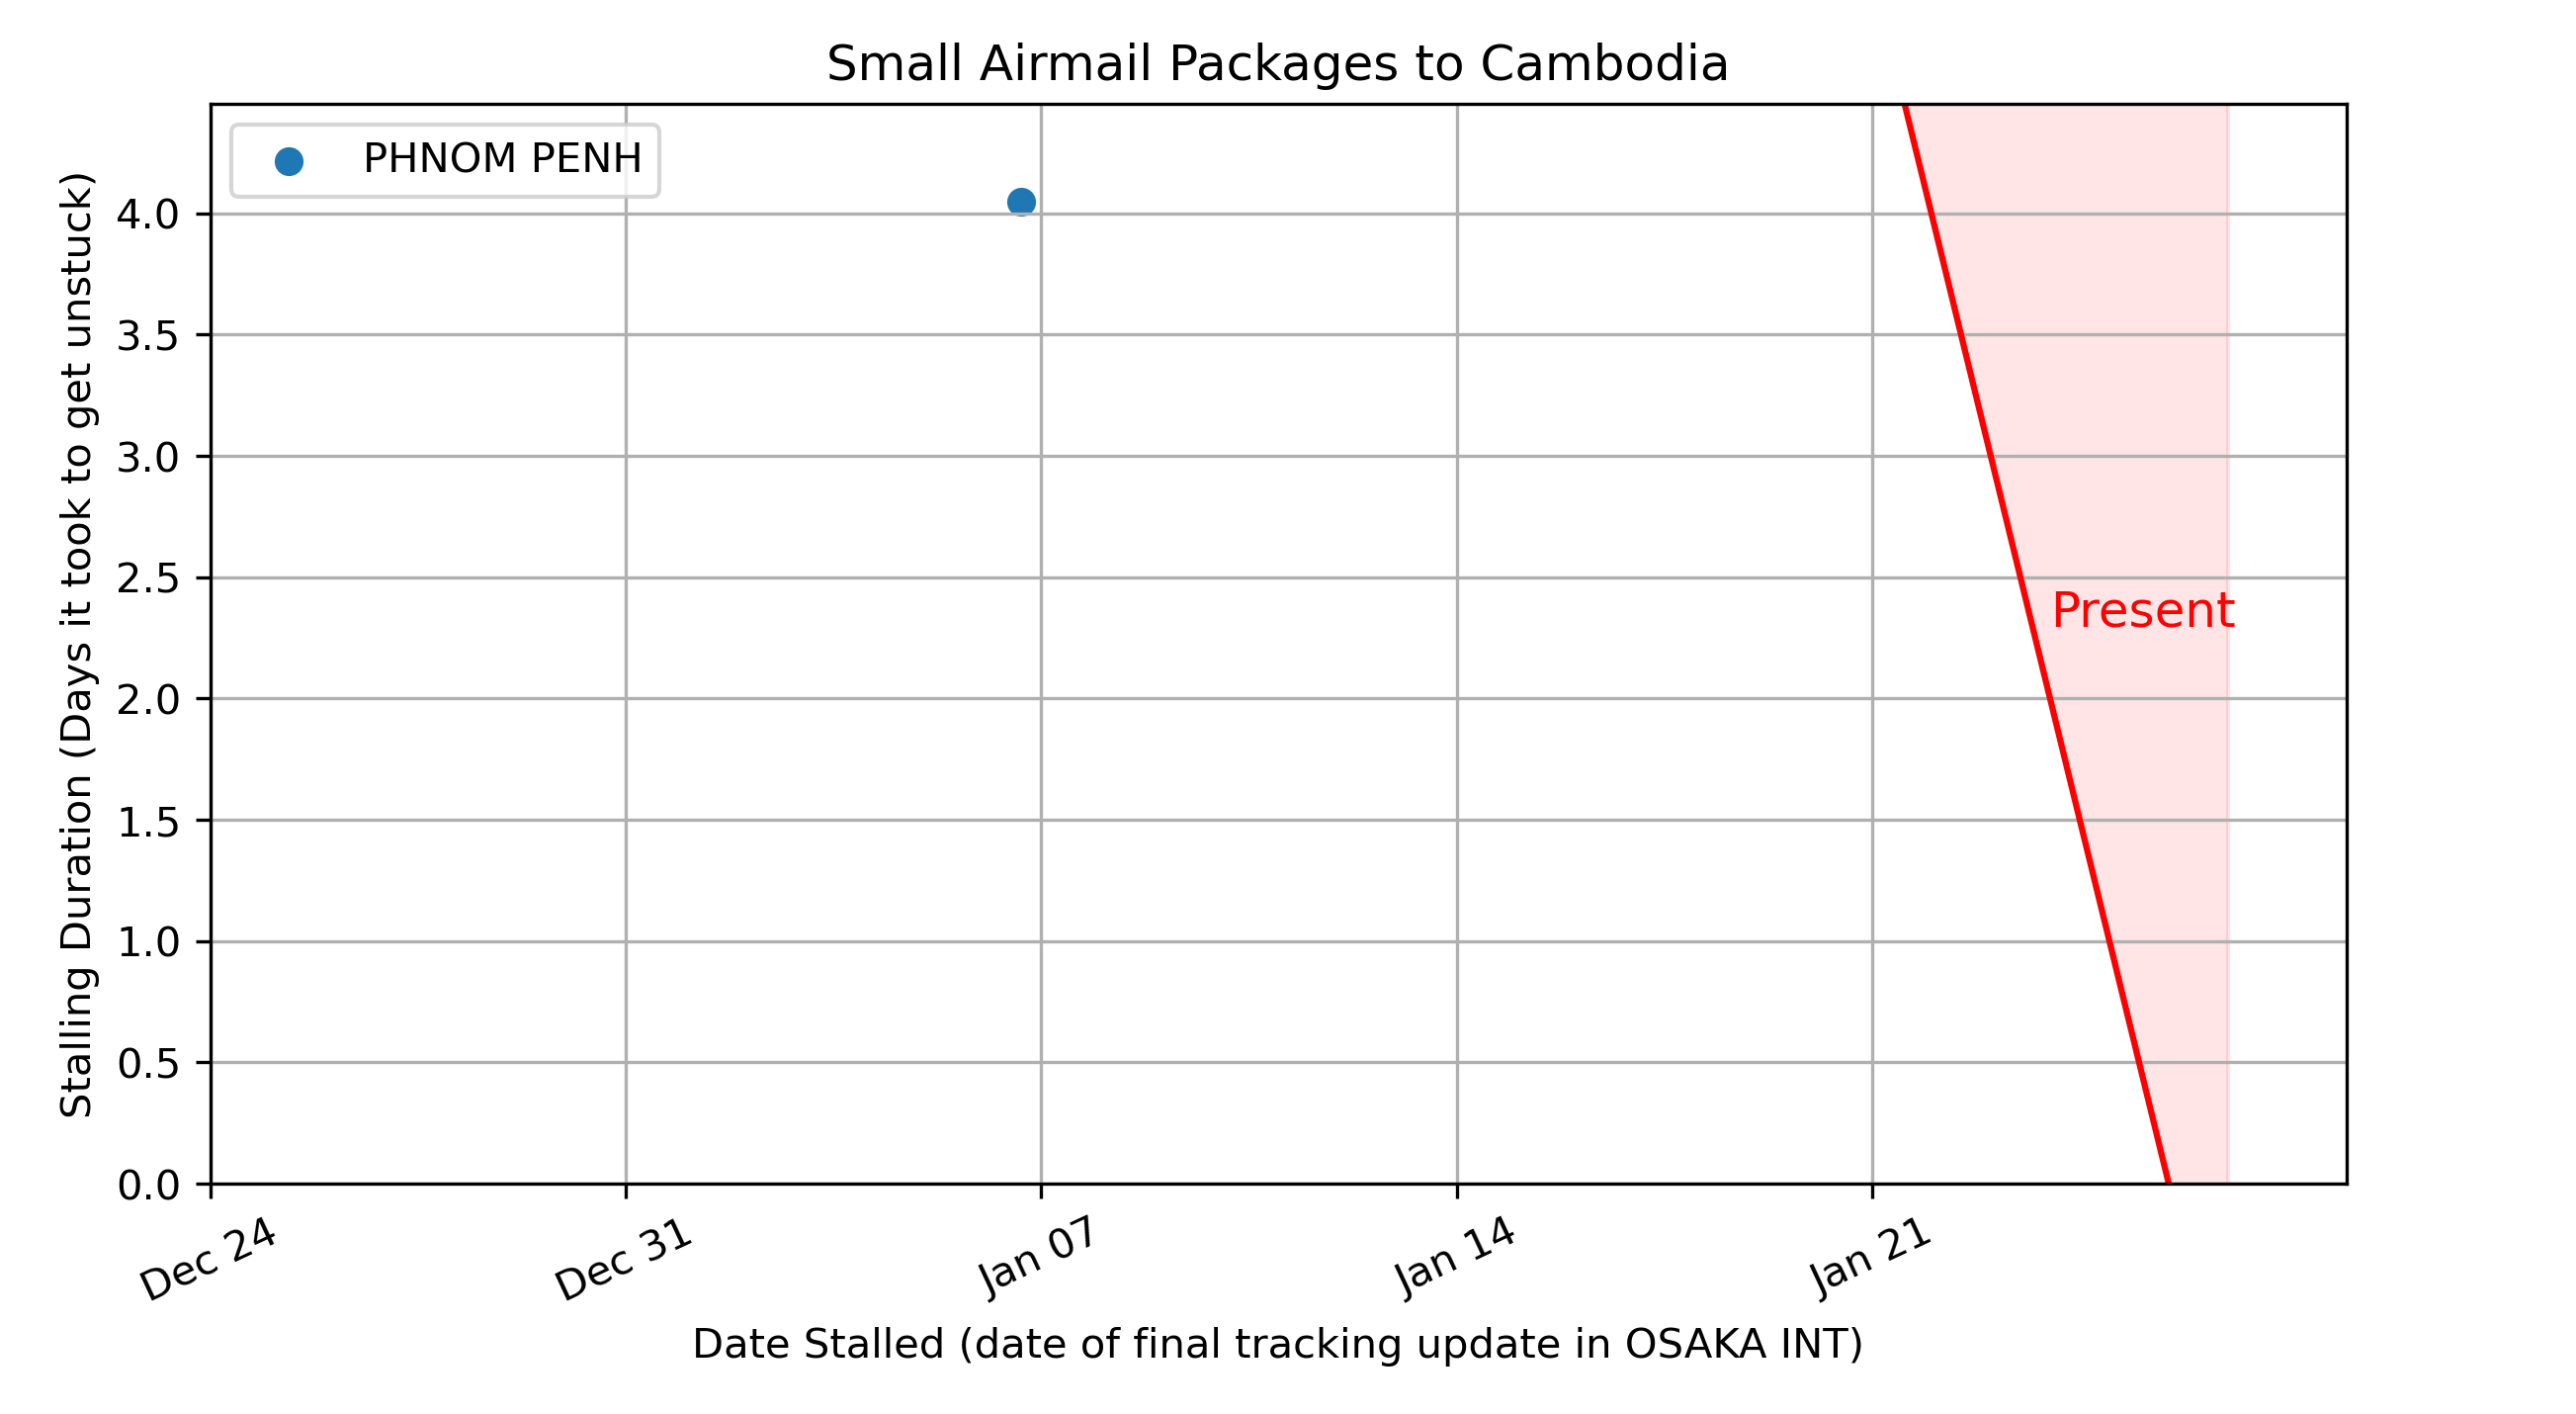 Small Airmail Packages to Cambodia
PHNOM PENH
Stalling Duration (Days it took to get unstuck)
4.0
3.5
3.0
2.5
2.0
1.5
1.0
0.5
0.0
Present
Dec 24
Dec 31
Jan 07
Jan 14
Jan 21
Date Stalled (date of final tracking update in OSAKA INT)